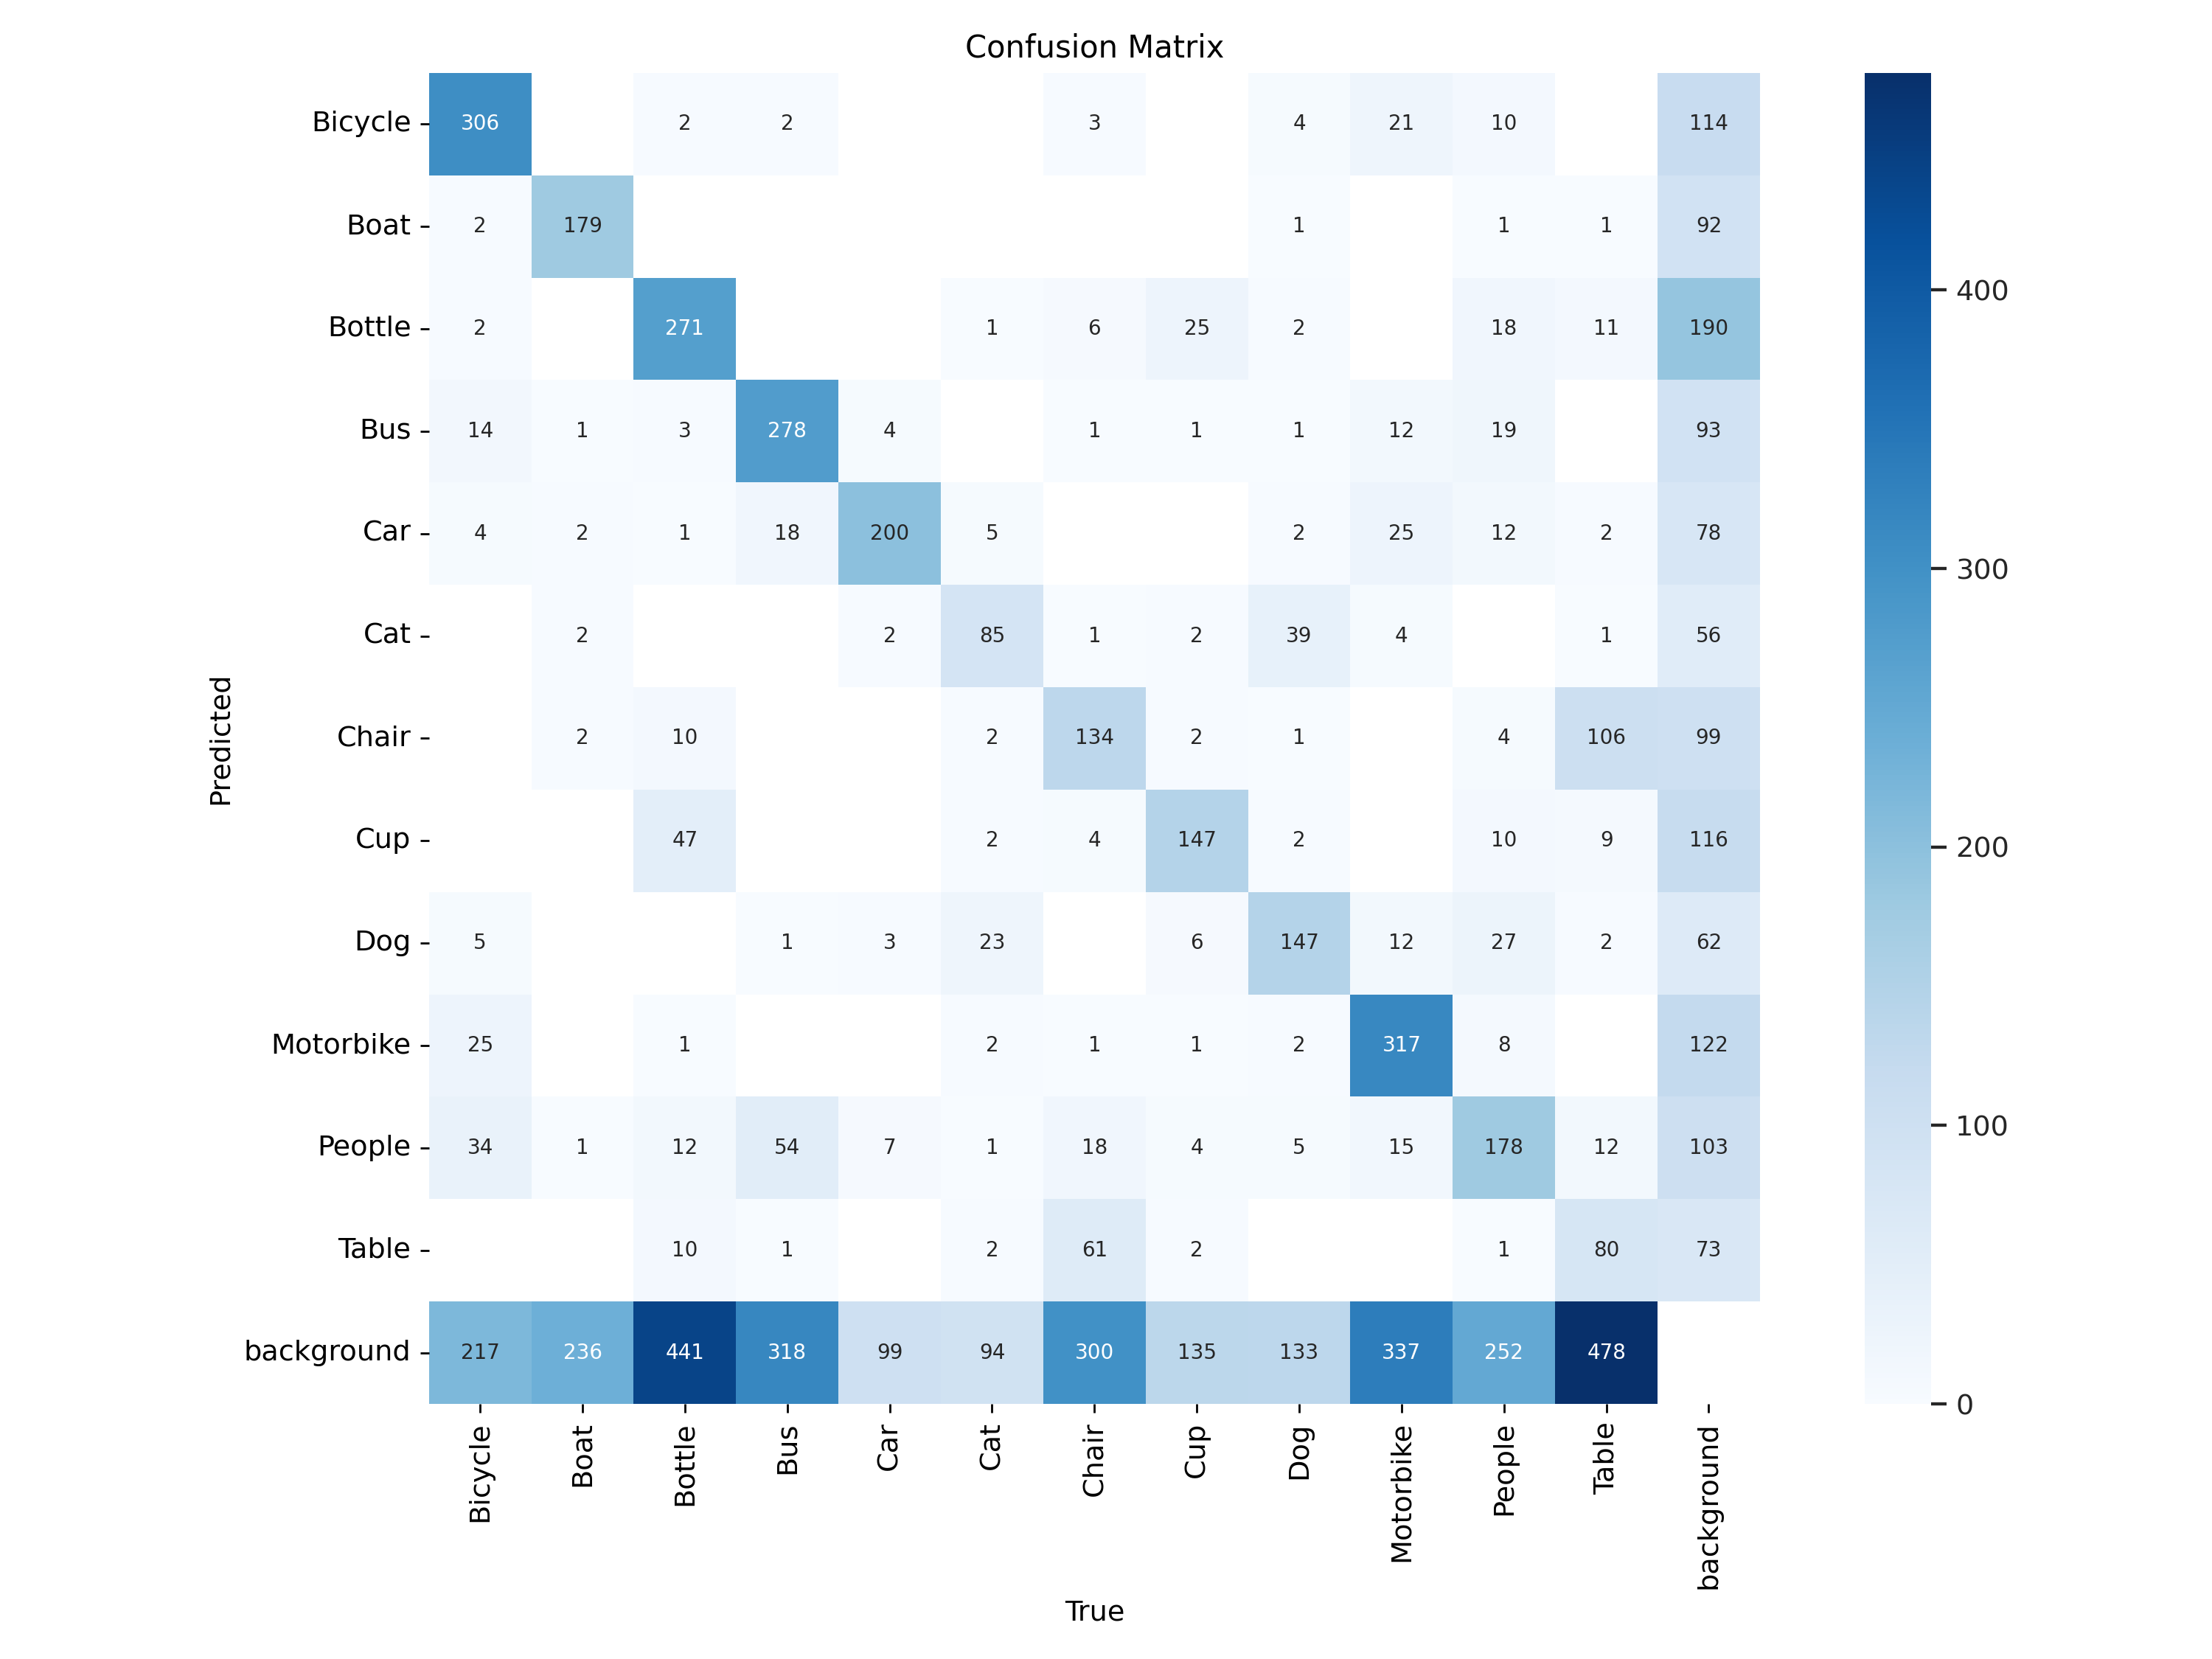 Confusion Matrix
Bicycle 306 2 2 3 4 21 10 114
Boat 2 179 1 1 1 92
Bottle 2 271 1 6 25 2 18 11 190
Bus 14 1 3 278 4 1 1 1 12 19 93
Car 4 2 1 18 200 5 2 25 12 2 78
Cat 2 2 85 1 2 39 4 1 56
Chair 2 10 2 134 2 1 4 106 99
Cup 47 2 4 147 2 10 9 116
Dog 5 1 3 23 6 147 12 27 2 62
Motorbike 25 1 2 1 1 2 317 8 122
People 34 1 12 54 7 1 18 4 5 15 178 12 103
Table 10 1 2 61 2 1 80 73
background 217 236 441 318 99 94 300 135 133 337 252 478
Bicycle Boat Bottle Bus Car Cat Chair Cup Dog Motorbike People Table background
True
Predicted
400
300
200
100
0